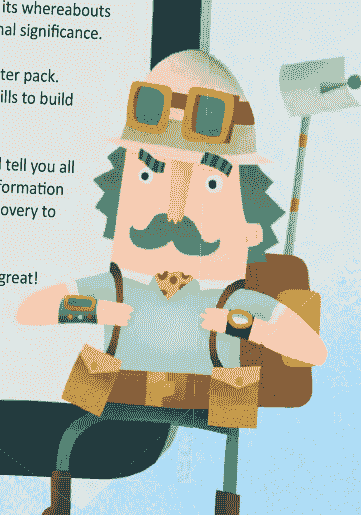 its whereabouts
nal significance.
ter pack.
ills to build
tell you all
formation
overy to
great!